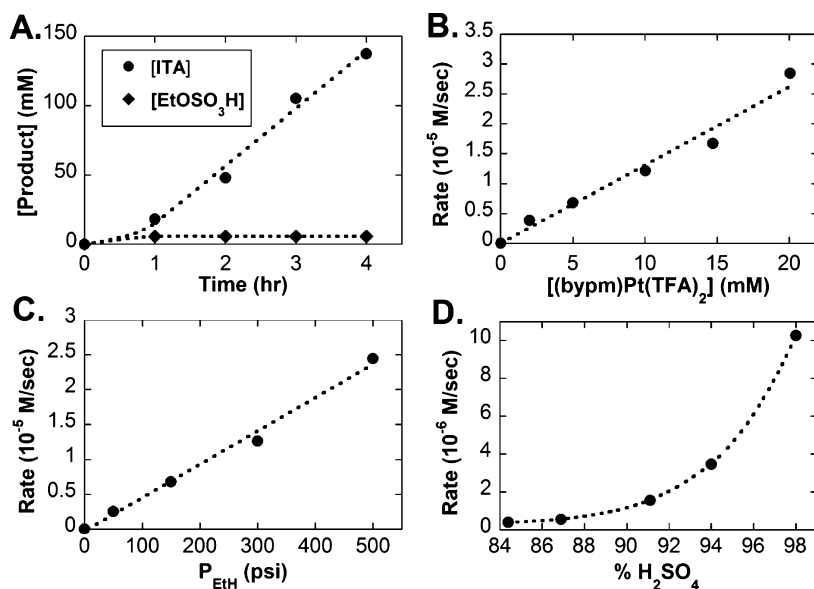 A.
[Product] (mM)
150
100
50
0
[ITA]
[EtOSO3H]
0 1 2 3 4
Time (hr)
B.
Rate (10-5 M/sec)
3.5
3
2.5
2
1.5
1
0.5
0
0 5 10 15 20
[(bypm)Pt(TFA)2] (mM)
C.
Rate (10-5 M/sec)
3
2.5
2
1.5
1
0.5
0
0 100 200 300 400 500
PEtH (psi)
D.
Rate (10-6 M/sec)
10
8
6
4
2
0
84 86 88 90 92 94 96 98
% H2SO4